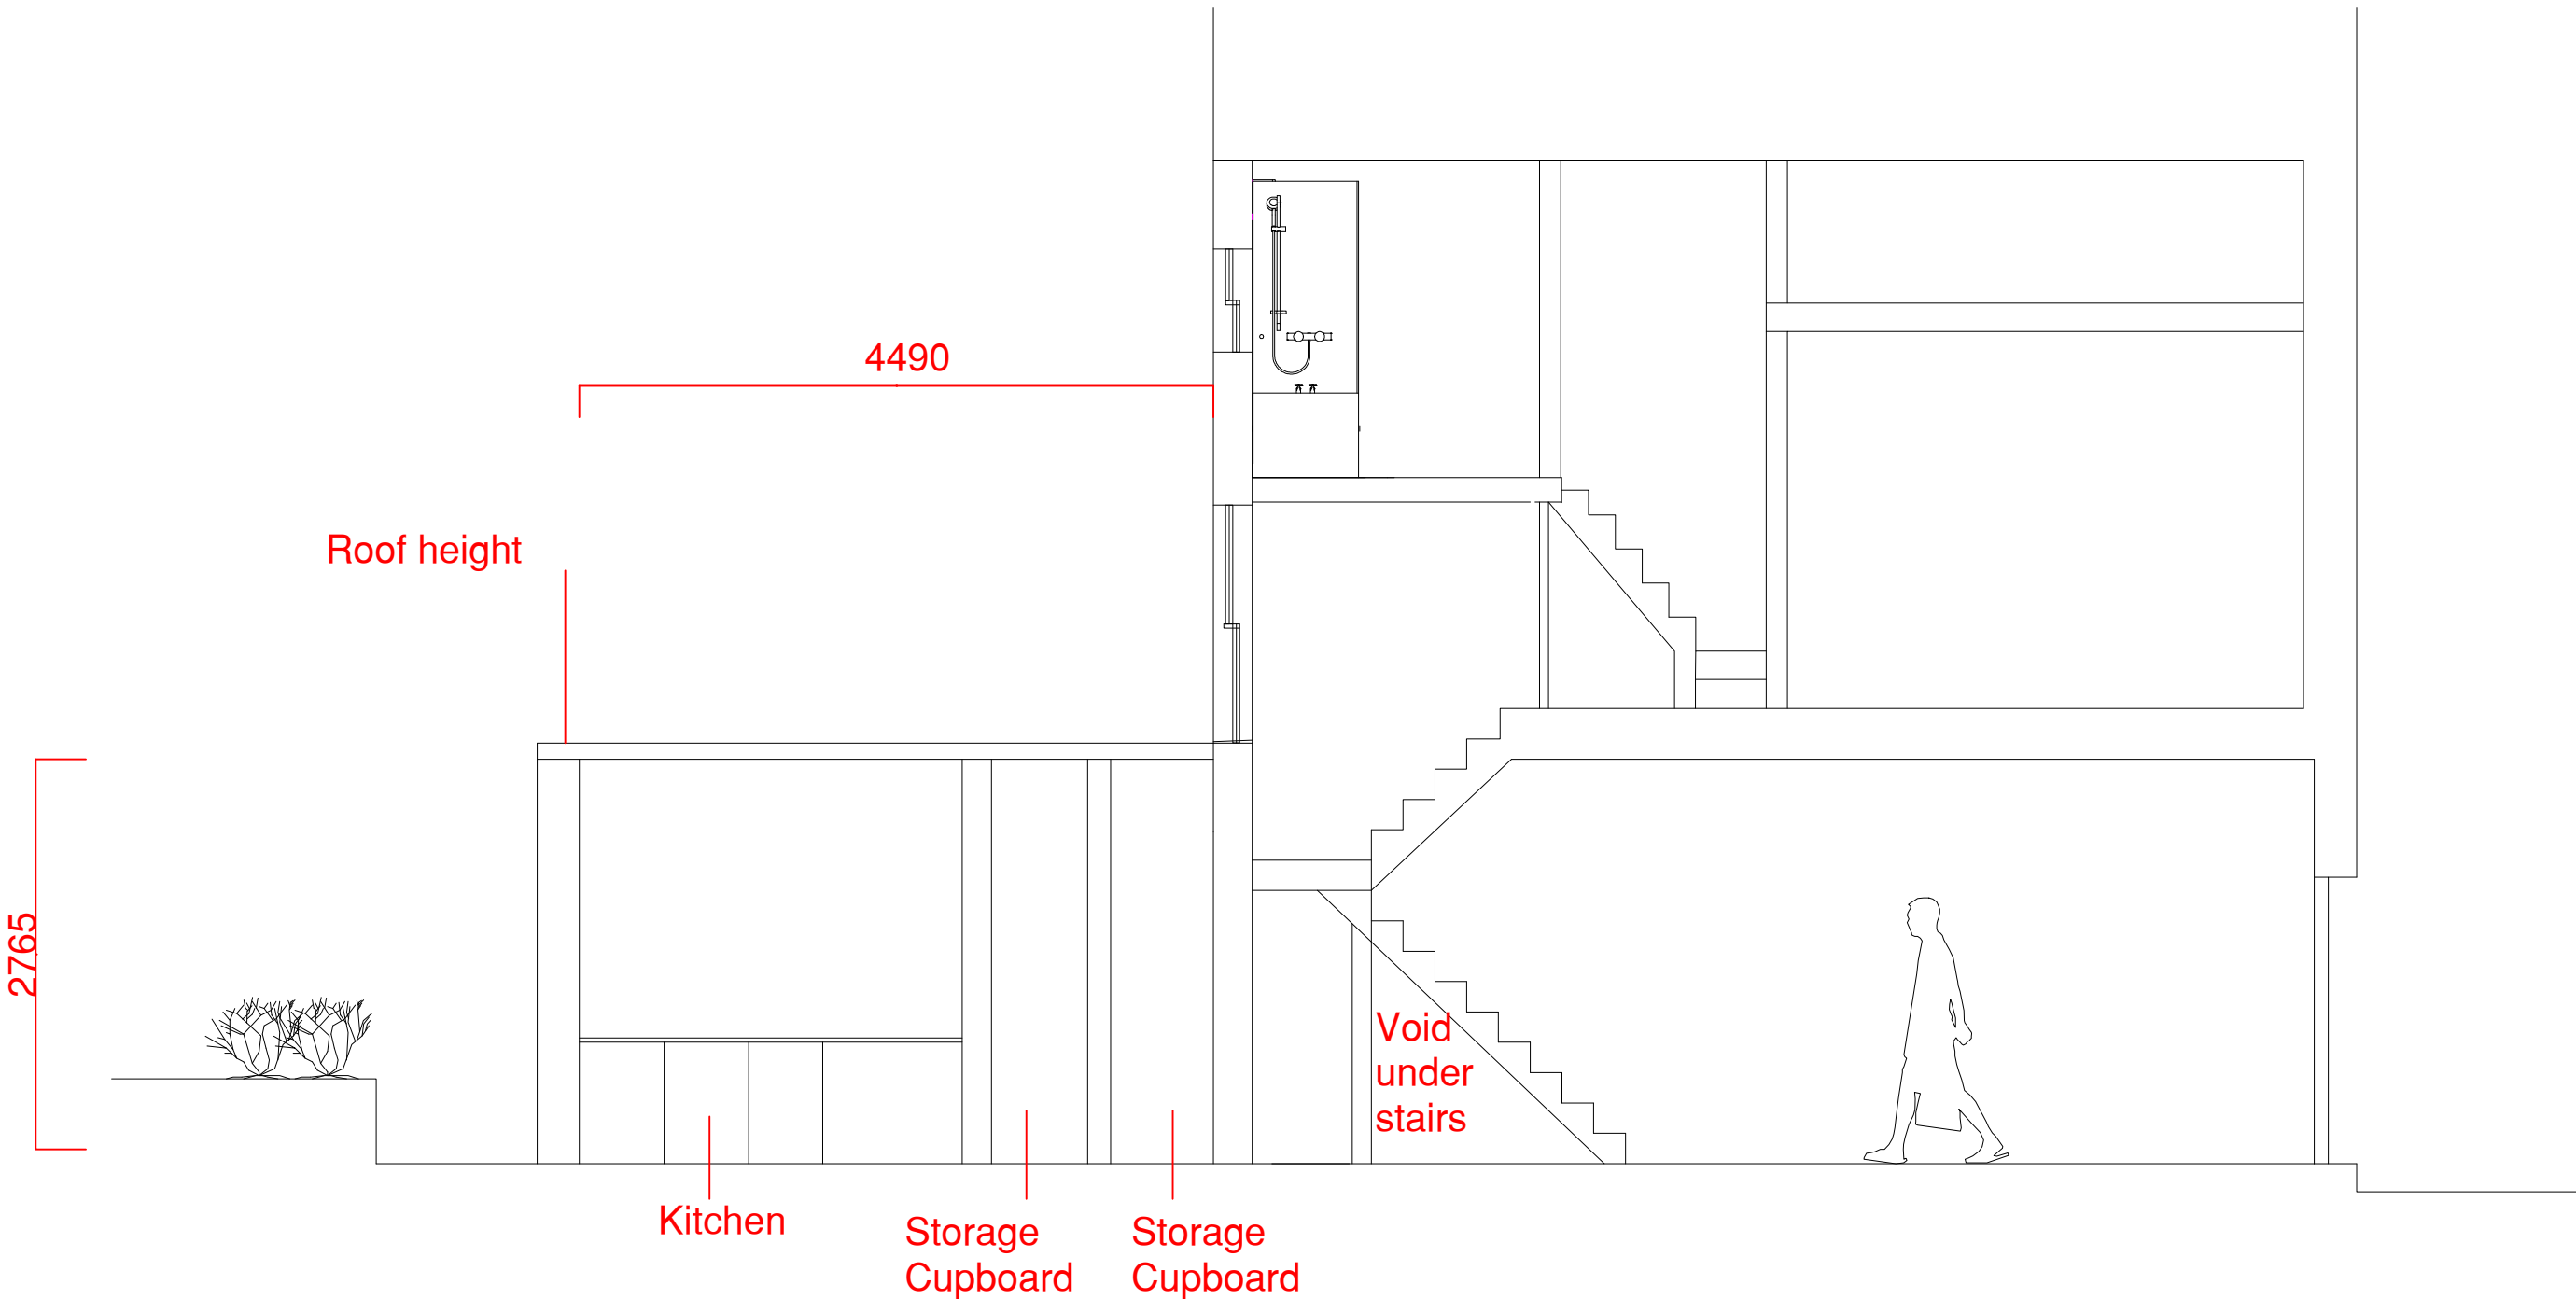 4490
Roof height
2765
Void
under
stairs
Kitchen
Storage
Cupboard
Storage
Cupboard